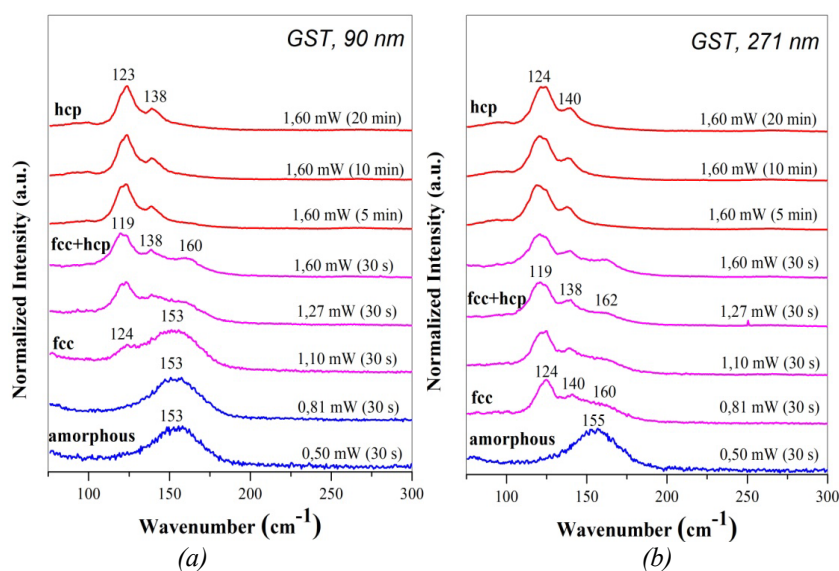 GST, 90 nm
123
138
hcp
1,60 mW (20 min)
1,60 mW (10 min)
1,60 mW (5 min)
119
fcc+hcp
138
160
1,60 mW (30 s)
1,27 mW (30 s)
153
fcc
124
1,10 mW (30 s)
153
0,81 mW (30 s)
153
amorphous
0,50 mW (30 s)
Normalized Intensity (a.u.)
100
150
200
250
300
Wavenumber (cm⁻¹)
(a)
GST, 271 nm
124
140
hcp
1,60 mW (20 min)
1,60 mW (10 min)
1,60 mW (5 min)
1,60 mW (30 s)
119
138
fcc+hcp
162
1,27 mW (30 s)
1,10 mW (30 s)
124
140
160
fcc
0,81 mW (30 s)
155
amorphous
0,50 mW (30 s)
Normalized Intensity (a.u.)
100
150
200
250
300
Wavenumber (cm⁻¹)
(b)